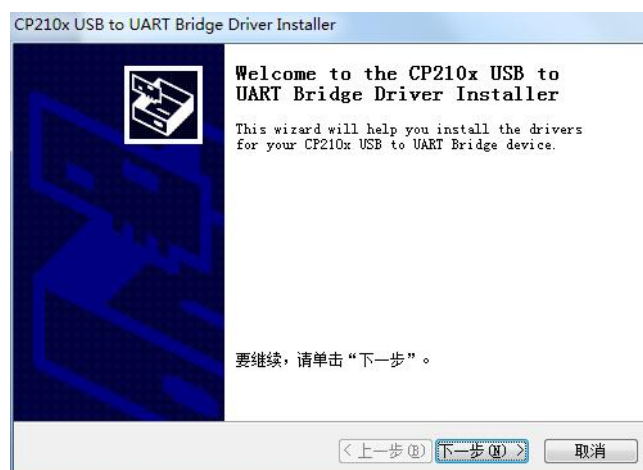 CP210x USB to UART Bridge Driver Installer
Welcome to the CP210x USB to
UART Bridge Driver Installer
This wizard will help you install the drivers
for your CP210x USB to UART Bridge device.
要继续，请单击“下一步”。
<上一步(B) 下一步(N)> 取消